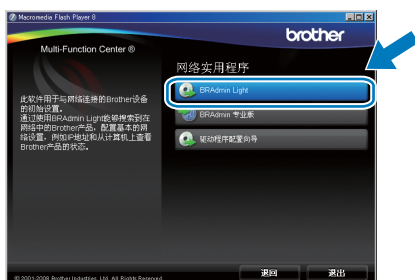 Macromedia Flash Player 8
brother
Multi-Function Center ®
网络实用程序
BRAdmin Light
此软件用于与网络连接的Brother设备
的初始设置。
通过使用BRAdmin Light能够搜索到在
网络中的Brother产品，配置基本的网
络设置，例如IP地址和从计算机上查看
Brother产品的状态。
BRAdmin 专业版
驱动程序配置向导
© 2001-2008 Brother Industries, Ltd. All Rights Reserved.
退回
退出